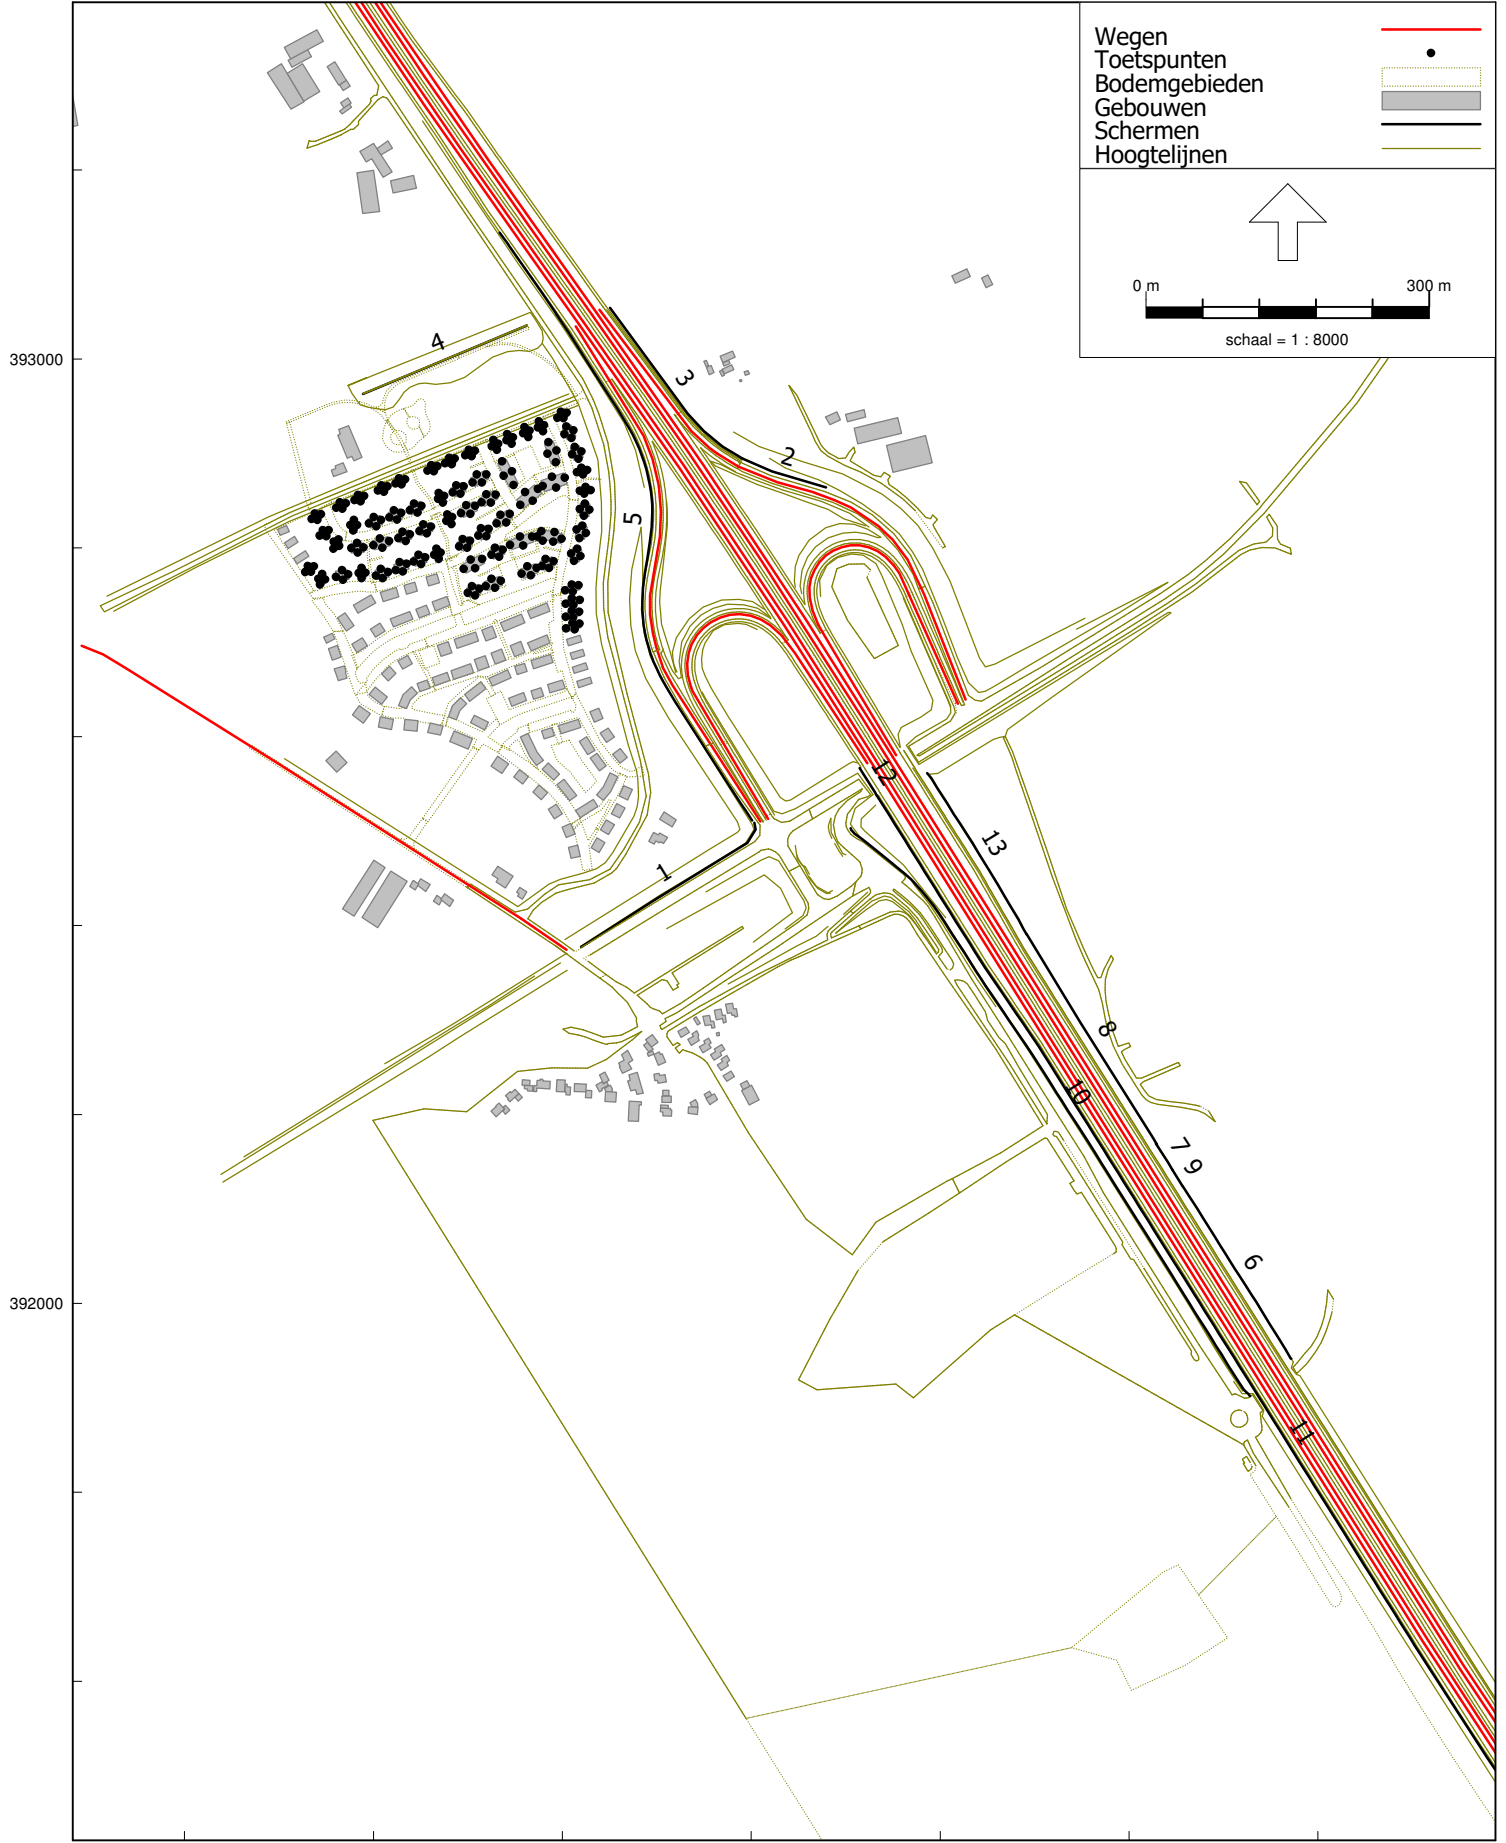 Wegen
Toetspunten
Bodemgebieden
Gebouwen
Schermen
Hoogtelijnen
0 m 300 m
schaal = 1 : 8000
393000
4
3
2
5
12
13
1
8
10
7 9
6
392000
11